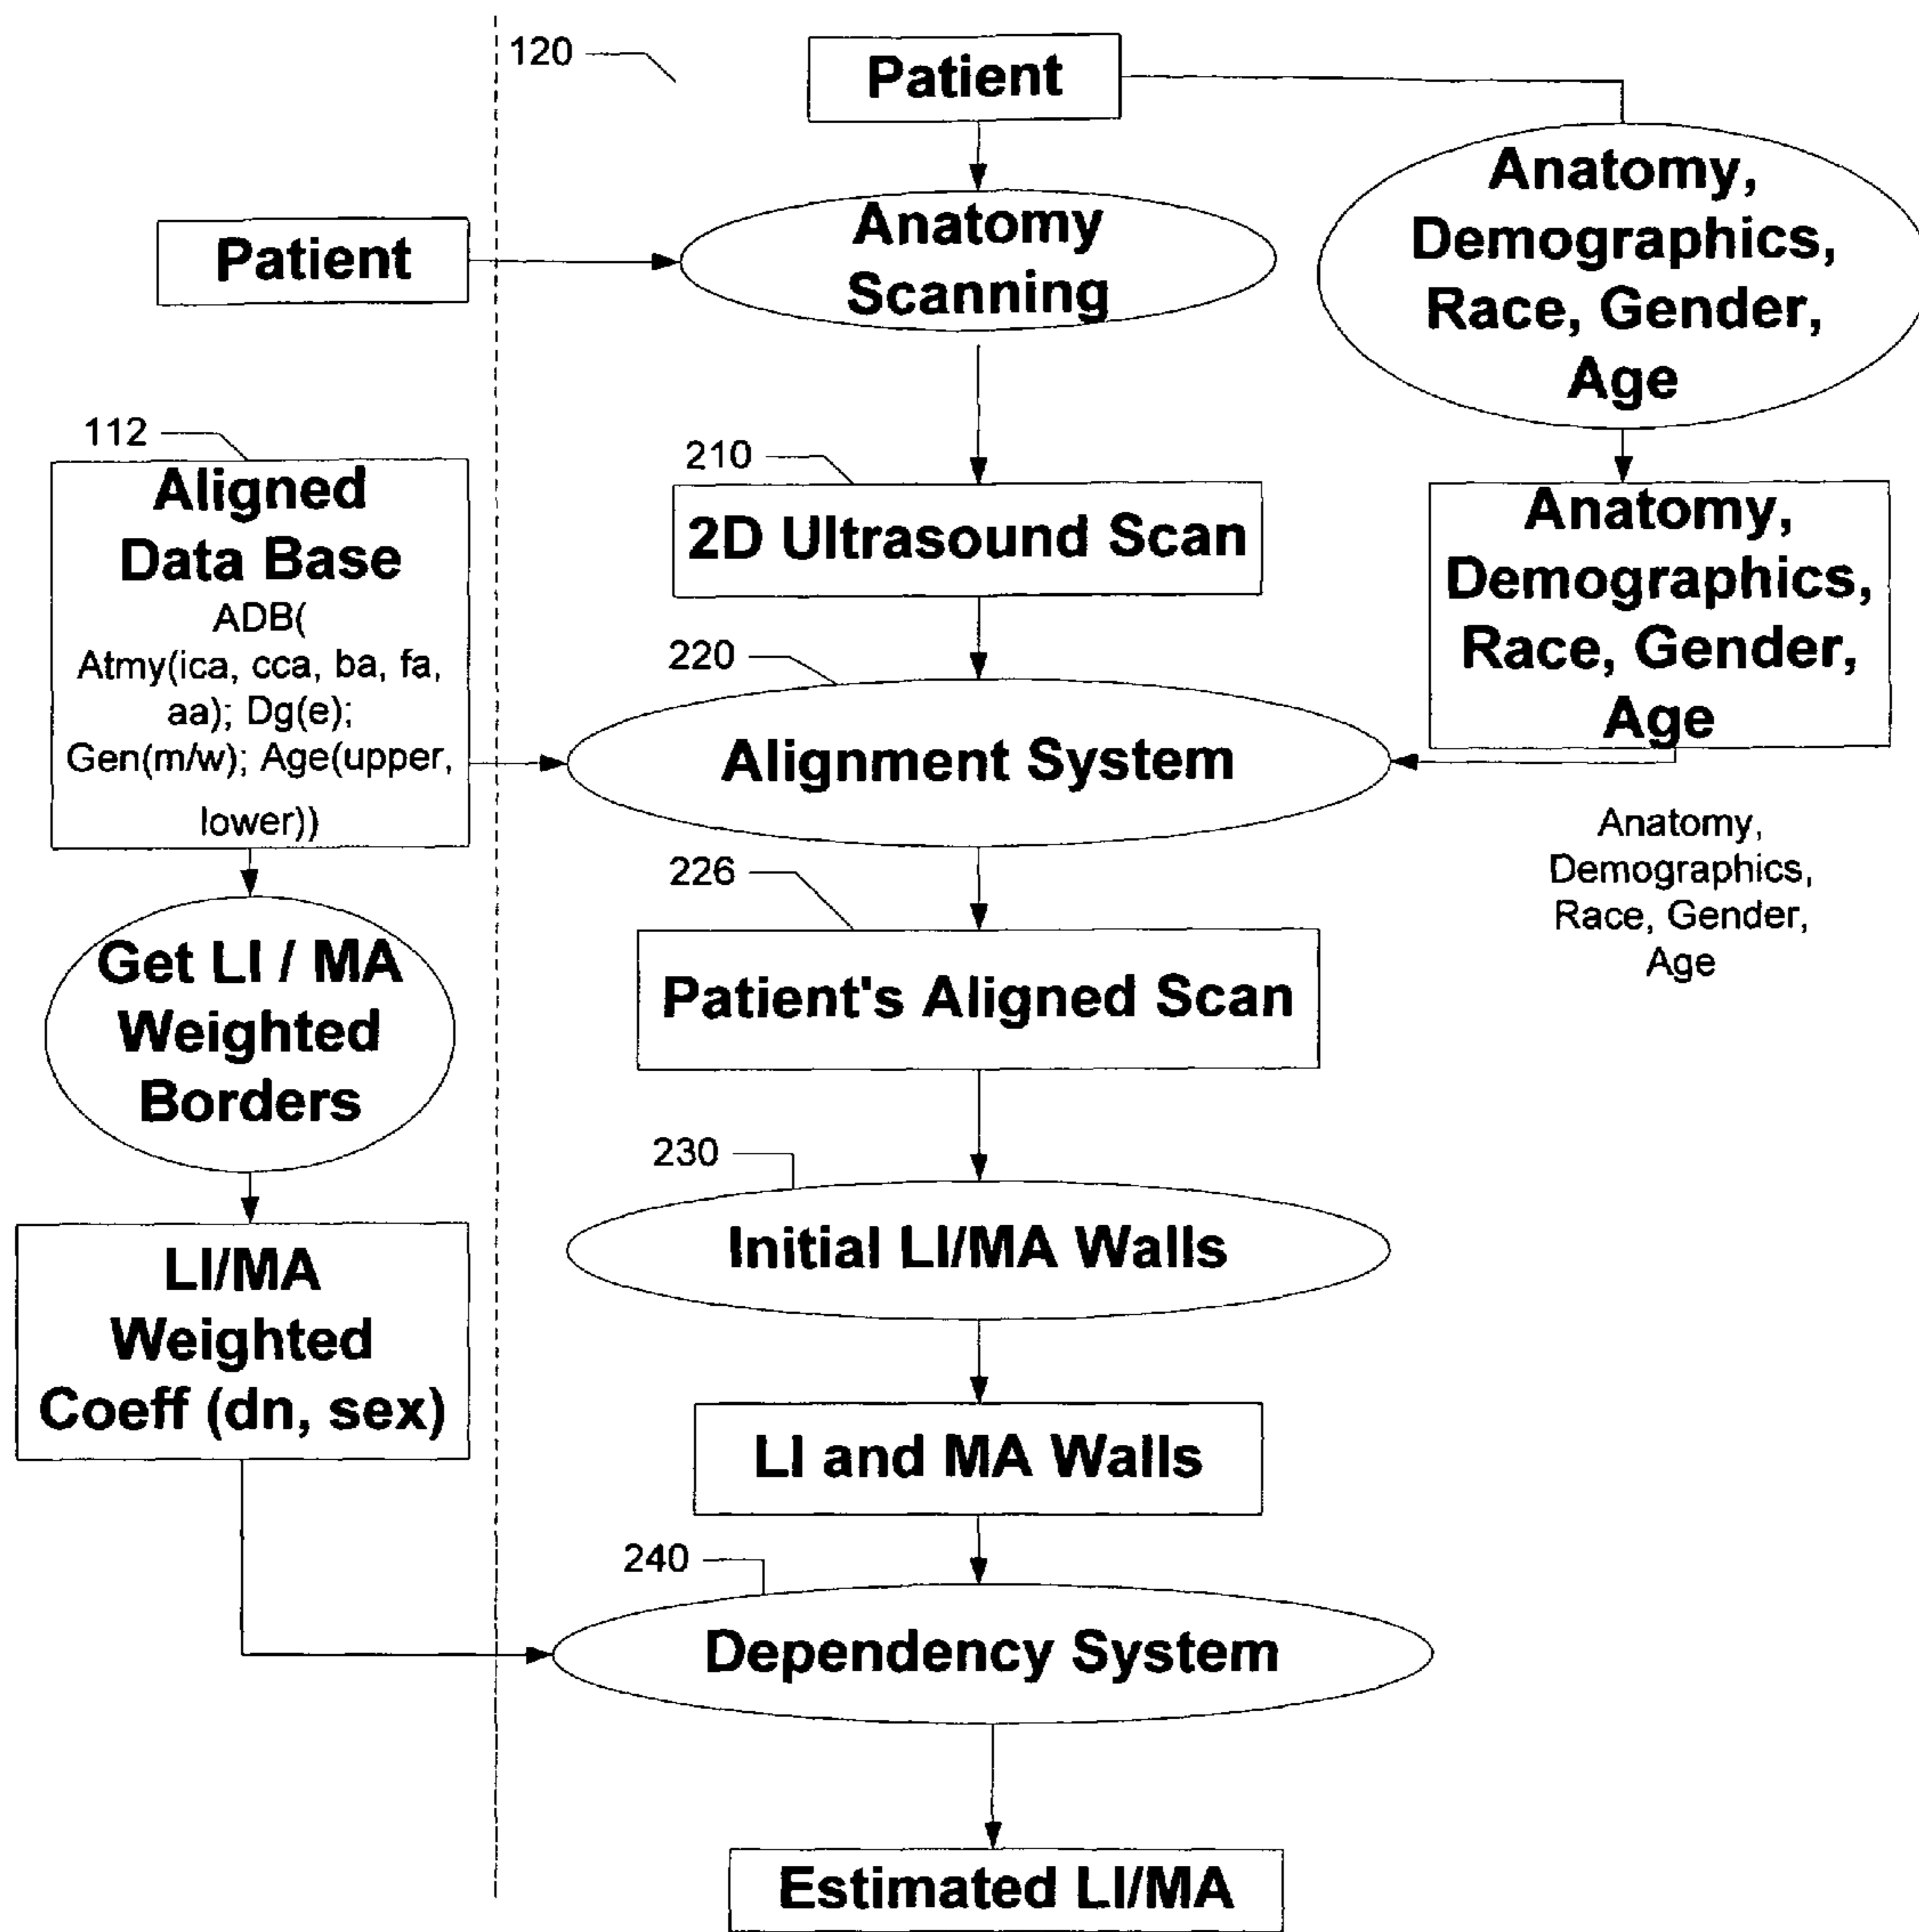 120
Patient
Anatomy,
Demographics,
Race, Gender,
Age
Patient
Anatomy
Scanning
112
Aligned
Data Base
ADB(
Atmy(ica, cca, ba, fa,
aa); Dg(e);
Gen(m/w); Age(upper,
lower))
210
2D Ultrasound Scan
Anatomy,
Demographics,
Race, Gender,
Age
220
Alignment System
Anatomy,
Demographics,
Race, Gender,
Age
226
Patient's Aligned Scan
Get LI / MA
Weighted
Borders
230
Initial LI/MA Walls
LI/MA
Weighted
Coeff (dn, sex)
LI and MA Walls
240
Dependency System
Estimated LI/MA